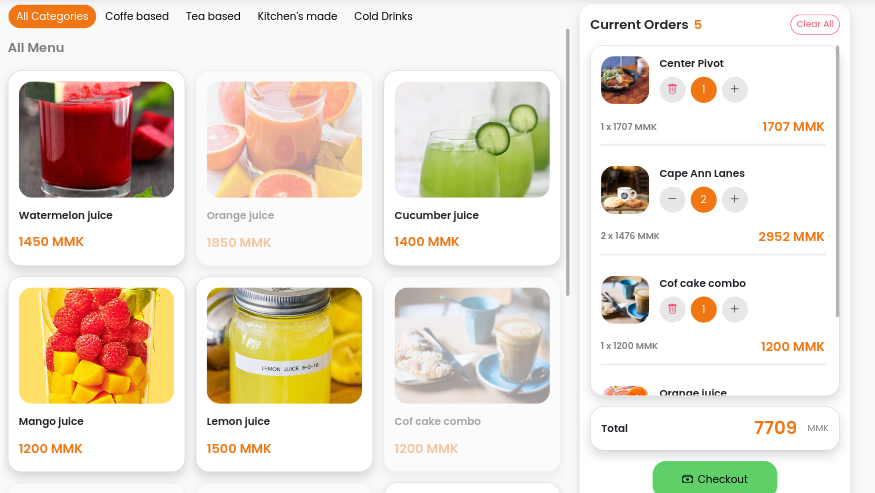 All Categories
Coffe based
Tea based
Kitchen's made
Cold Drinks
All Menu
Watermelon juice
1450 MMK
Orange juice
1850 MMK
Cucumber juice
1400 MMK
Mango juice
1200 MMK
LEMON JUICE 6-2-18
Lemon juice
1500 MMK
Cof cake combo
1200 MMK
Current Orders 5
Clear All
Center Pivot
1
+
1 x 1707 MMK
1707 MMK
Cape Ann Lanes
−
2
+
2 x 1476 MMK
2952 MMK
Cof cake combo
1
+
1 x 1200 MMK
1200 MMK
Orange juice
Total
7709 MMK
Checkout